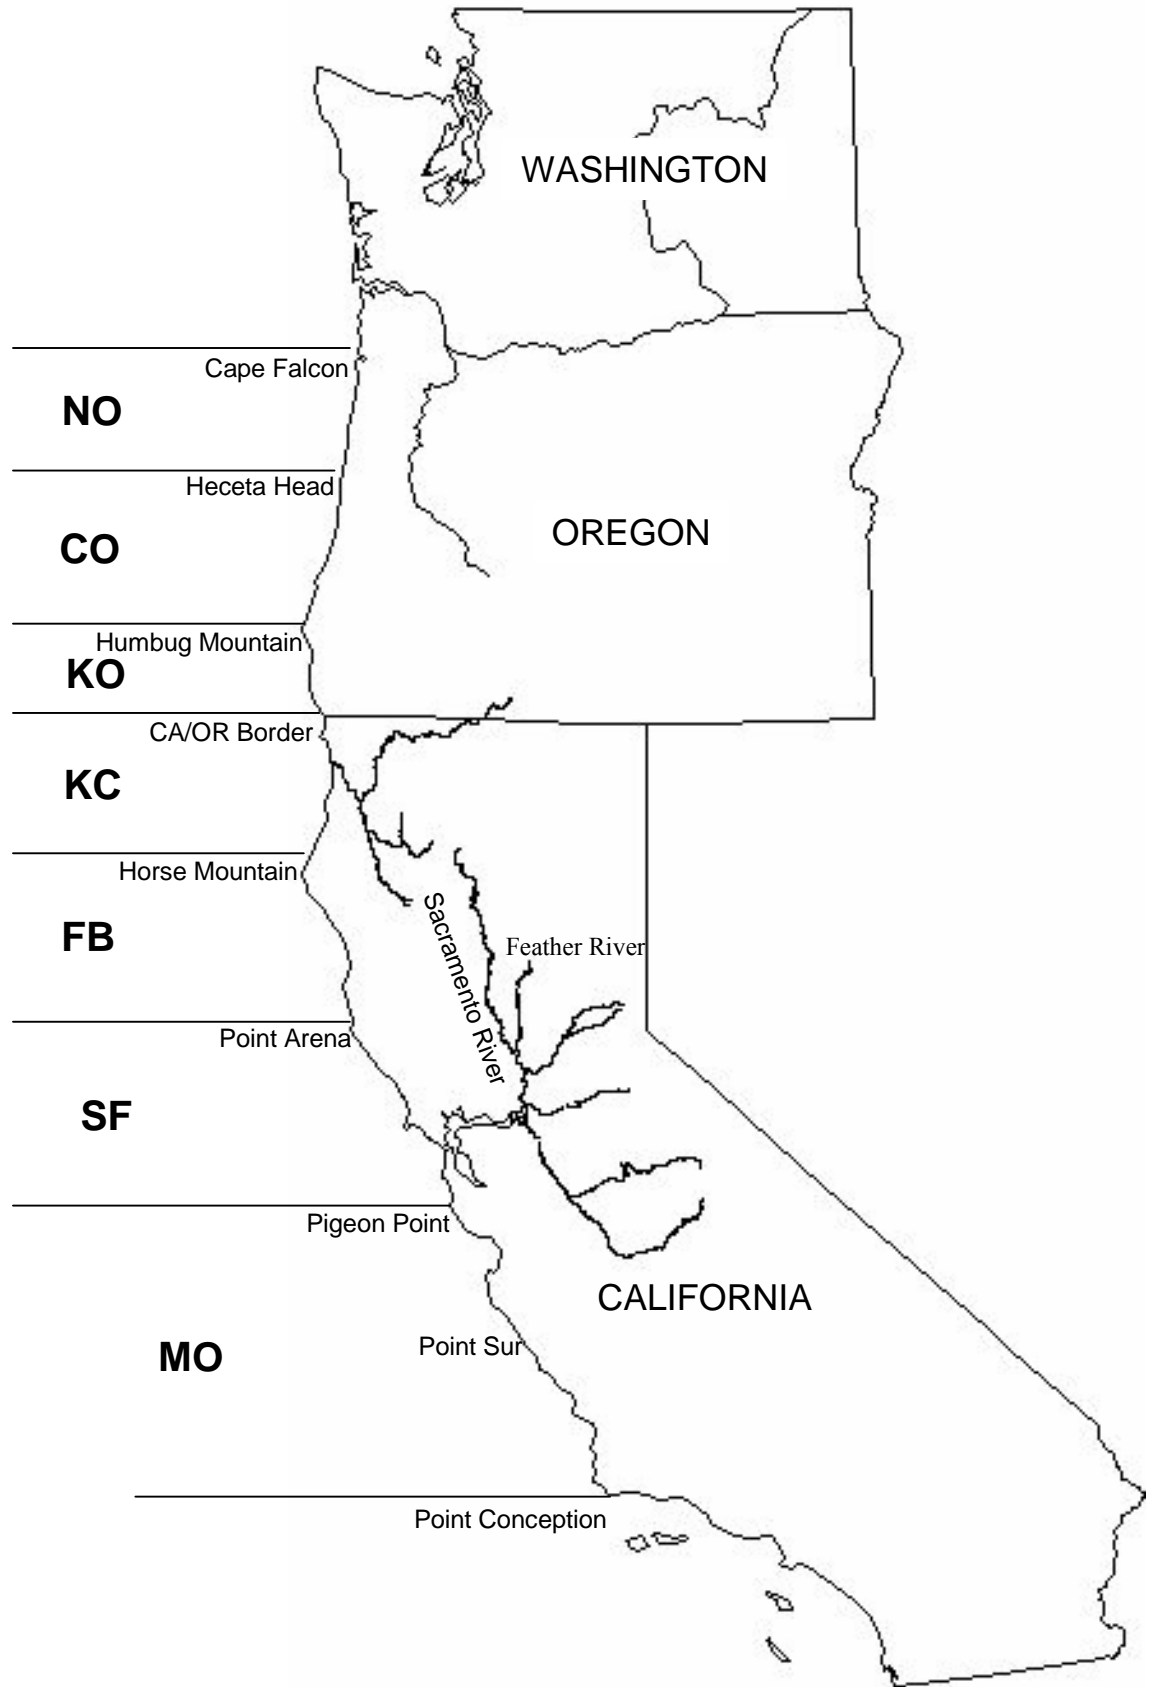 WASHINGTON
Cape Falcon
NO
Heceta Head
OREGON
CO
Humbug Mountain
KO
CA/OR Border
KC
Horse Mountain
Sacramento River
FB
Feather River
Point Arena
SF
Pigeon Point
CALIFORNIA
Point Sur
MO
Point Conception